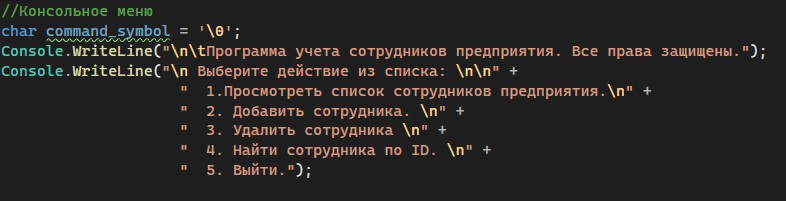 //Консольное меню
char command_symbol = '\0';
Console.WriteLine("\n\tПрограмма учета сотрудников предприятия. Все права защищены.");
Console.WriteLine("\n Выберите действие из списка: \n\n" +
"  1.Просмотреть список сотрудников предприятия.\n" +
"  2. Добавить сотрудника. \n" +
"  3. Удалить сотрудника \n" +
"  4. Найти сотрудника по ID. \n" +
"  5. Выйти.");